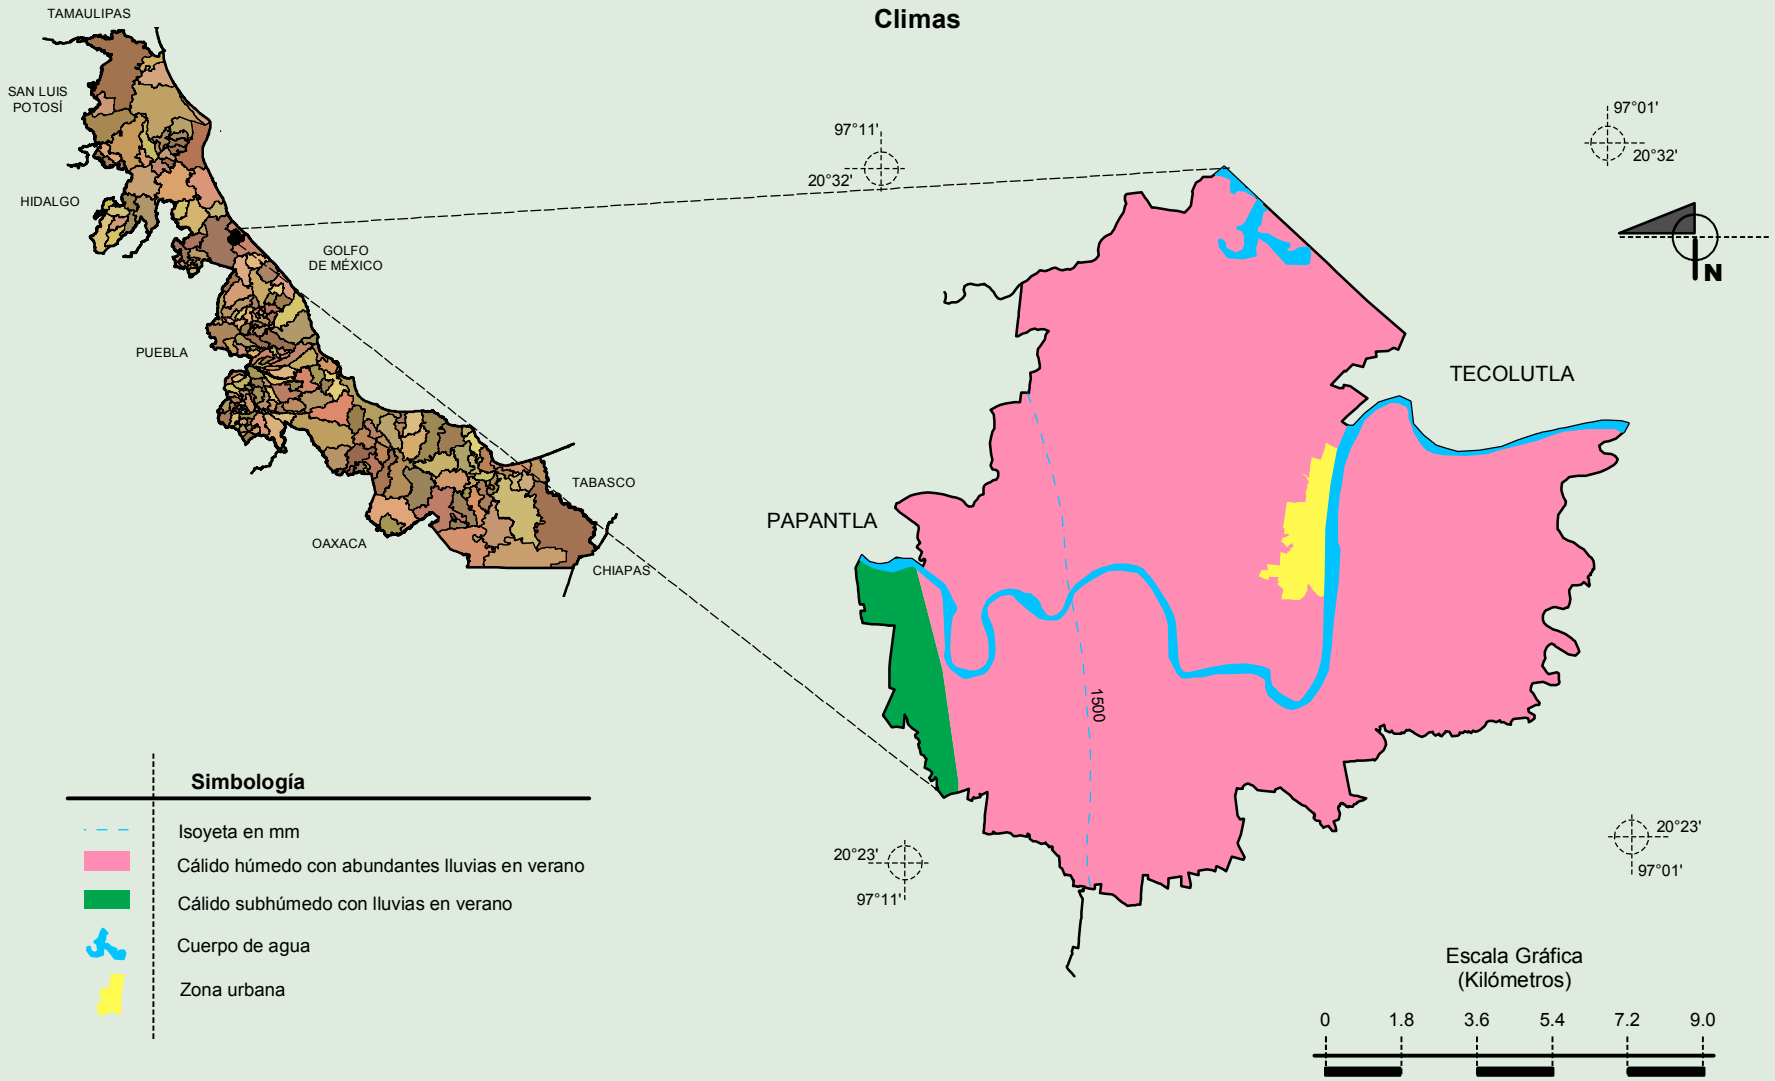 Climas
TAMAULIPAS
SAN LUIS
POTOSÍ
HIDALGO
GOLFO
DE MÉXICO
PUEBLA
TABASCO
OAXACA
CHIAPAS
97°11'
20°32'
97°01'
20°32'
N
TECOLUTLA
PAPANTLA
1500
20°23'
97°11'
20°23'
97°01'
Simbología
Isoyeta en mm
Cálido húmedo con abundantes lluvias en verano
Cálido subhúmedo con lluvias en verano
Cuerpo de agua
Zona urbana
Escala Gráfica
(Kilómetros)
0 1.8 3.6 5.4 7.2 9.0